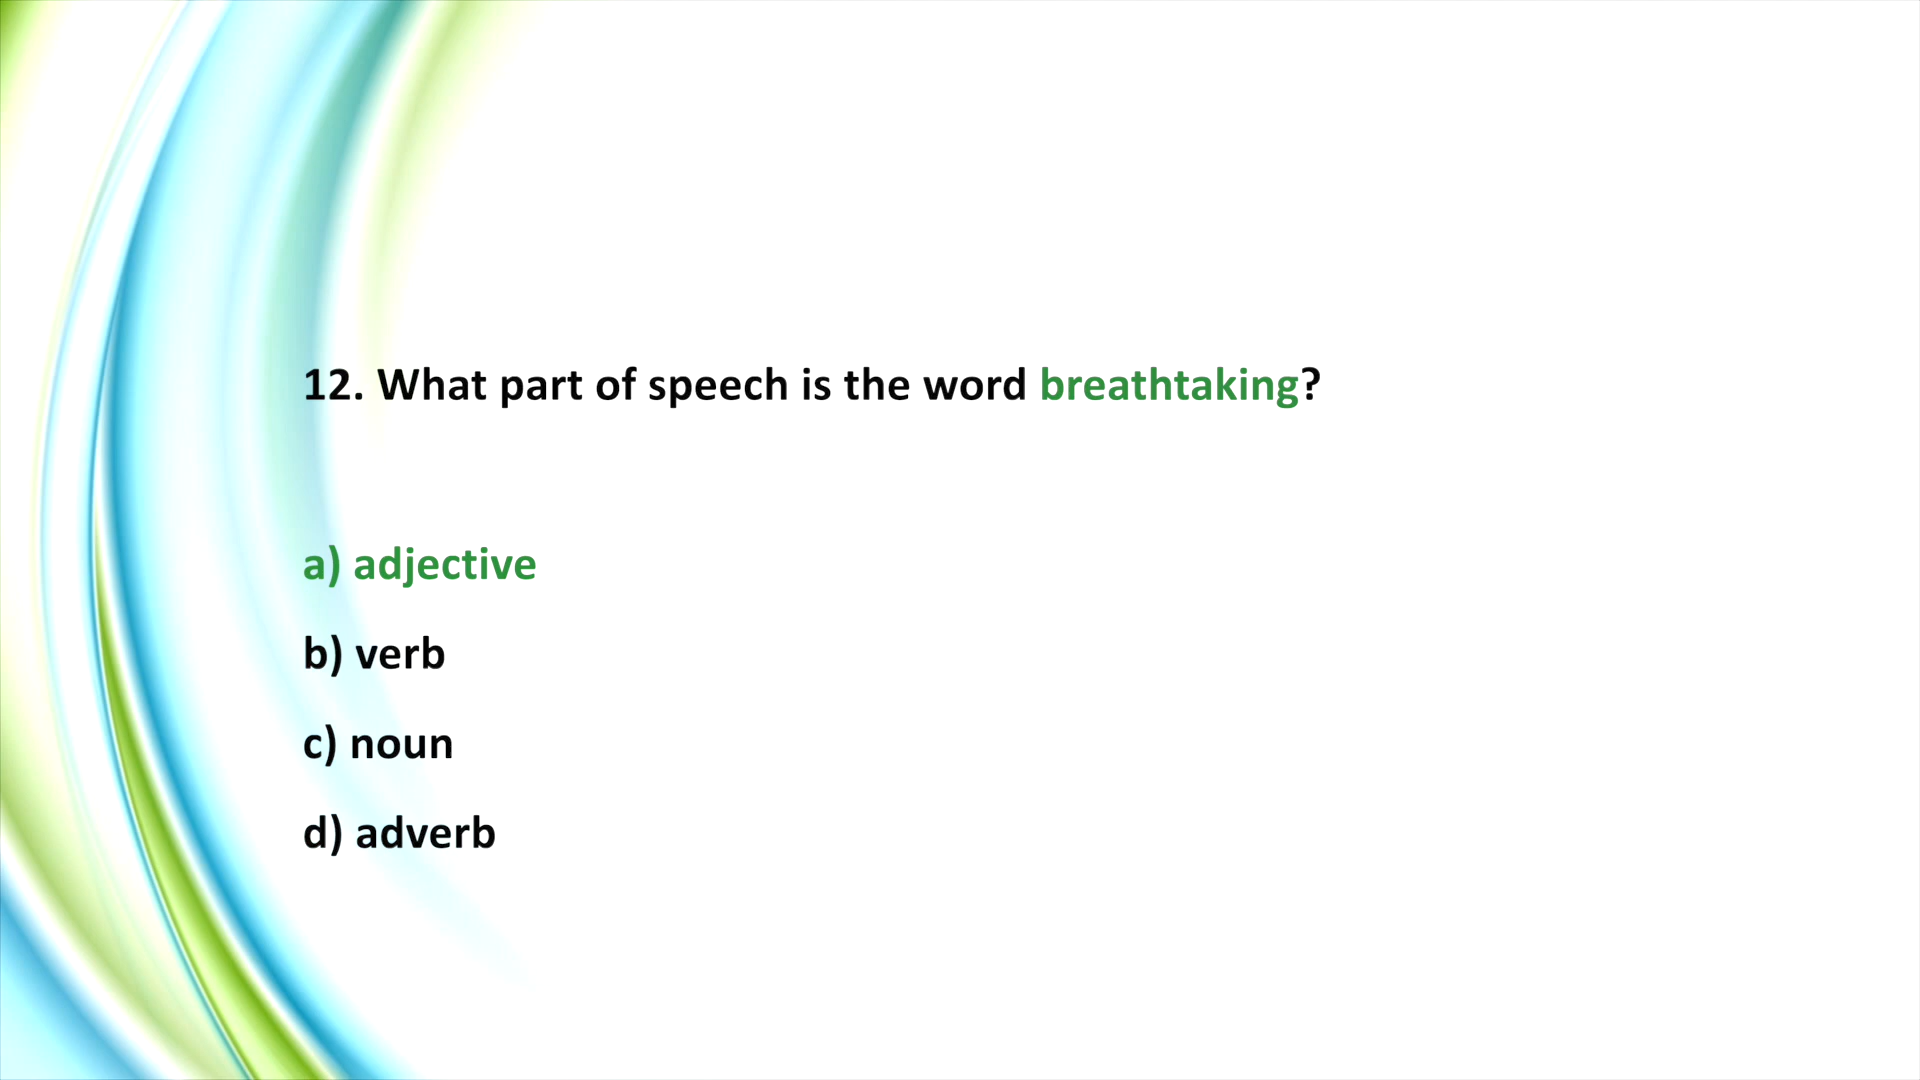 12. What part of speech is the word breathtaking?
a) adjective
b) verb
c) noun
d) adverb